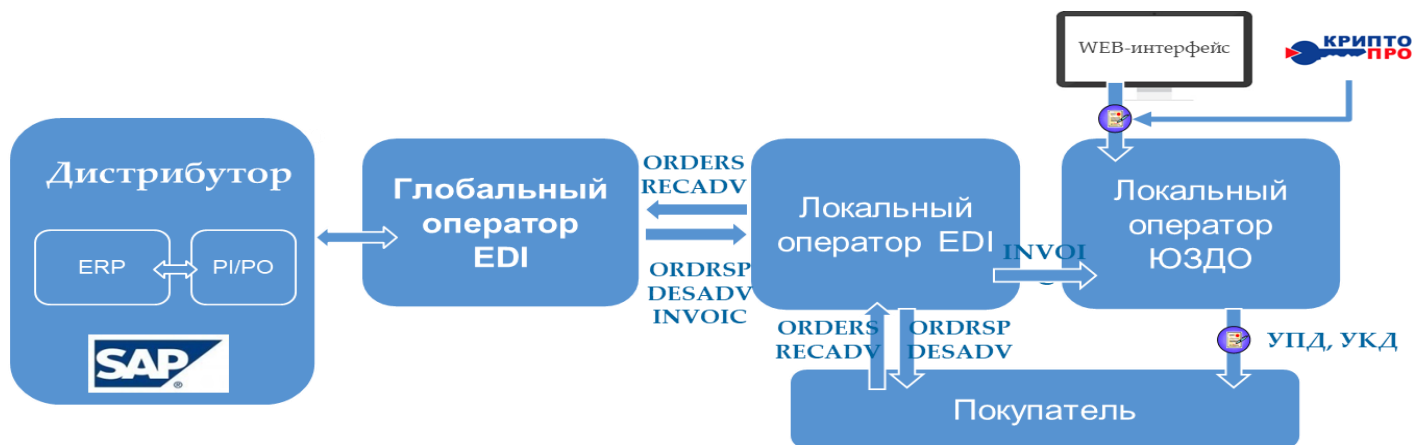 WEB-интерфейс
КРИПТО
ПРО
Дистрибутор
ERP
PI/PO
SAP
®
Глобальный
оператор
EDI
ORDERS
RECADV
ORDRSP
DESADV
INVOIC
Локальный
оператор EDI
INVOI
Локальный
оператор
ЮЗДО
ORDERS
RECADV
ORDRSP
DESADV
УПД, УКД
Покупатель